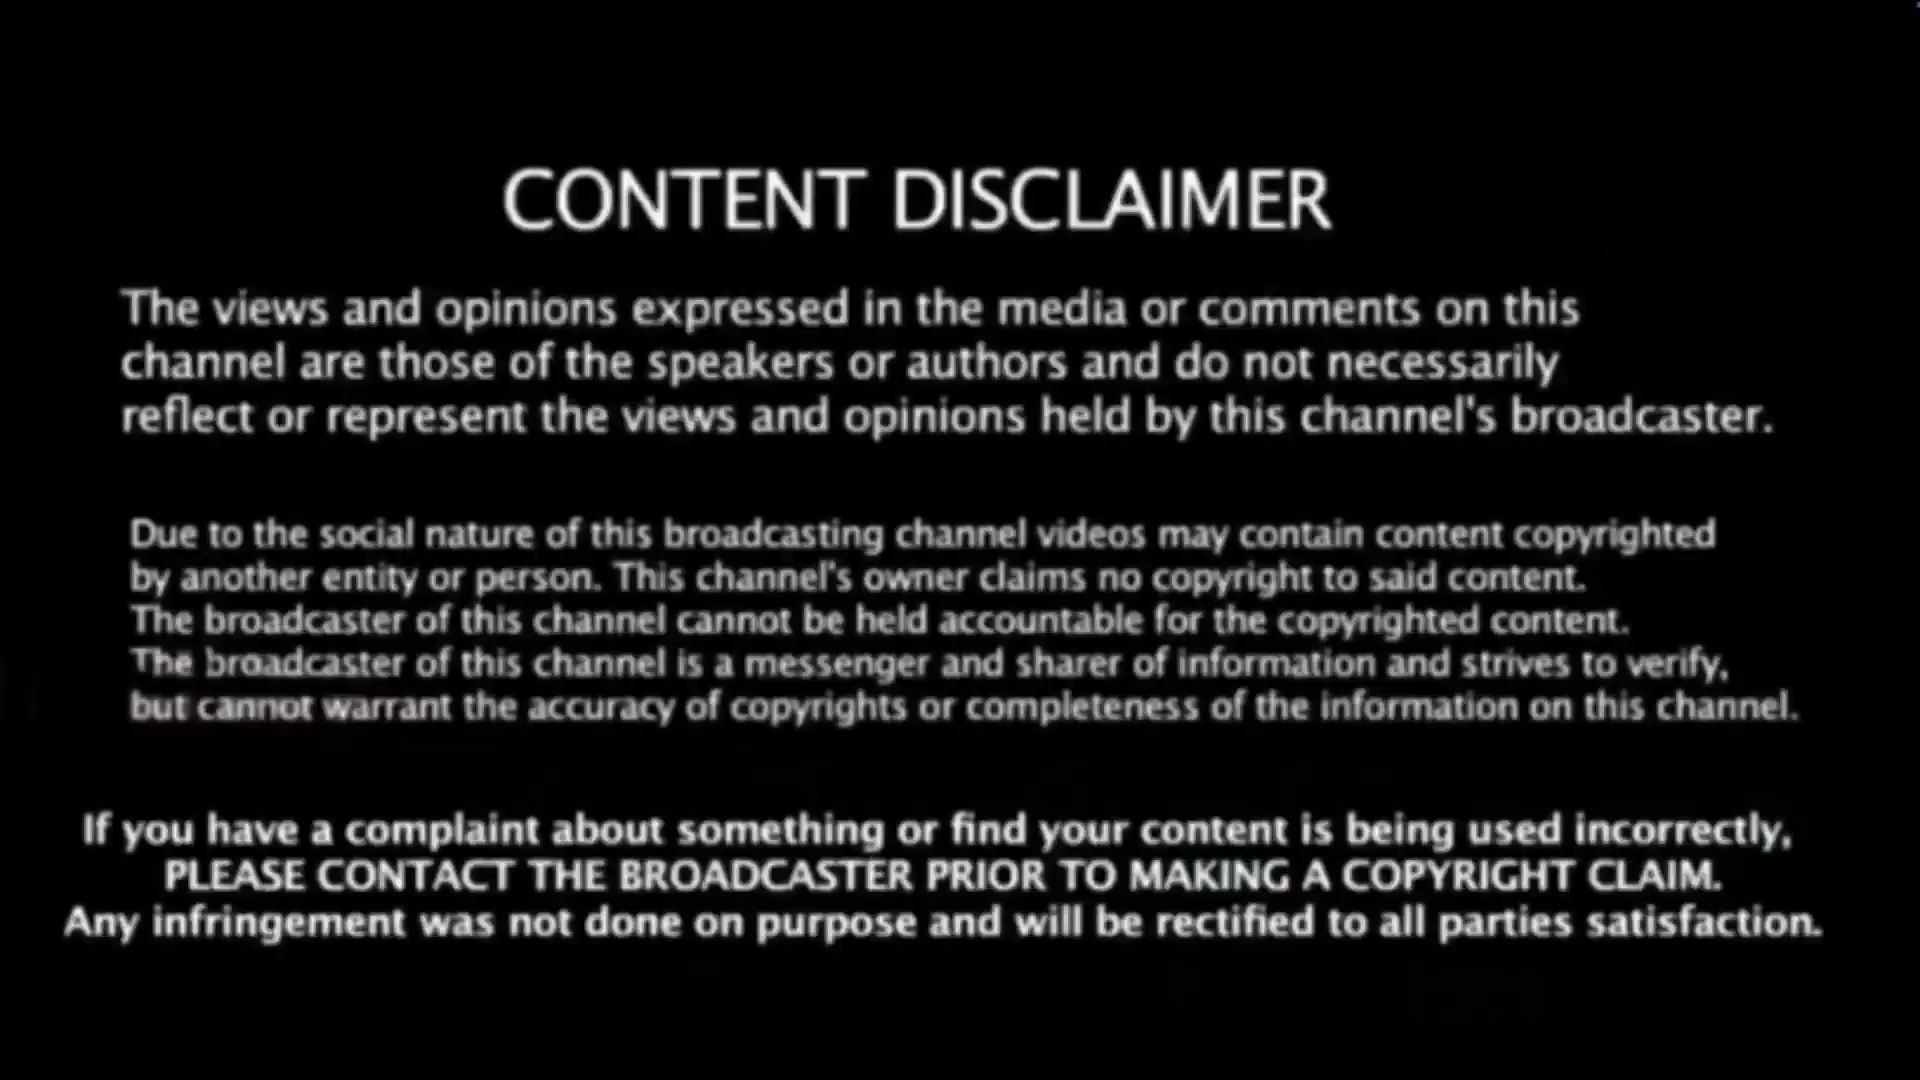 CONTENT DISCLAIMER
The views and opinions expressed in the media or comments on this
channel are those of the speakers or authors and do not necessarily
reflect or represent the views and opinions held by this channel's broadcaster.
Due to the social nature of this broadcasting channel videos may contain content copyrighted
by another entity or person. This channel's owner claims no copyright to said content.
The broadcaster of this channel cannot be held accountable for the copyrighted content.
The broadcaster of this channel is a messenger and sharer of information and strives to verify,
but cannot warrant the accuracy of copyrights or completeness of the information on this channel.
If you have a complaint about something or find your content is being used incorrectly,
PLEASE CONTACT THE BROADCASTER PRIOR TO MAKING A COPYRIGHT CLAIM.
Any infringement was not done on purpose and will be rectified to all parties satisfaction.